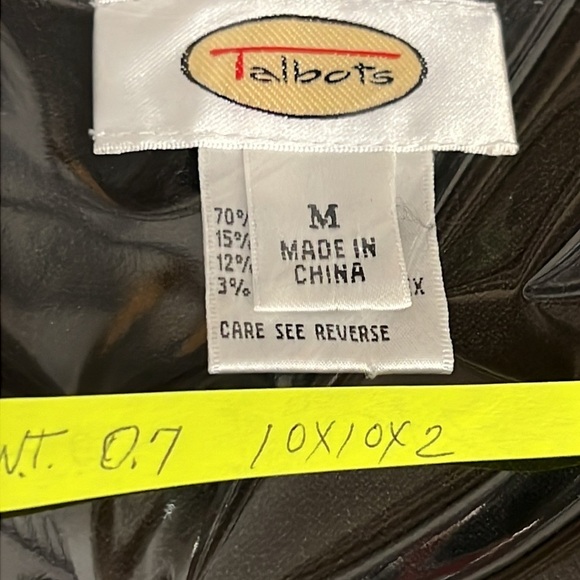 Talbots
M
MADE IN
CHINA
70%
15%
12%
3%
CARE SEE REVERSE
W.T. 0.7 10X10X2